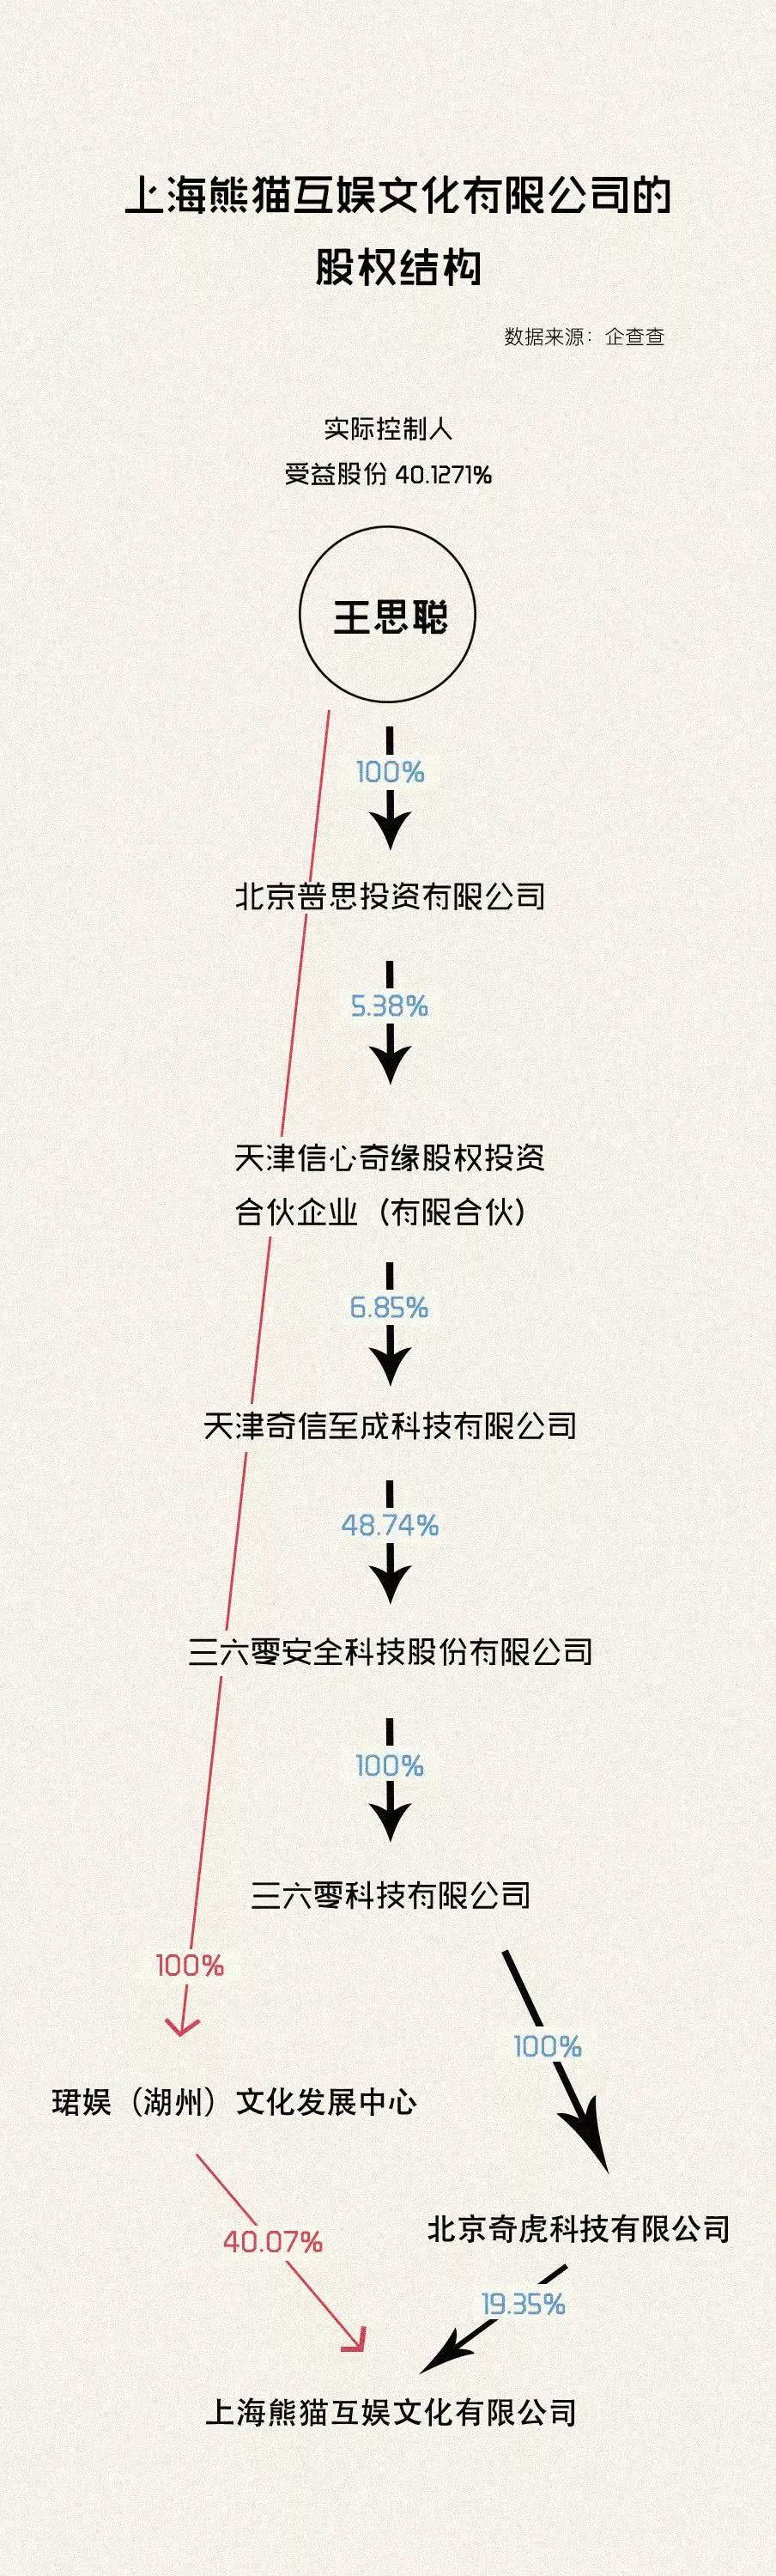 上海熊猫互娱文化有限公司的
股权结构
数据来源：企查查
实际控制人
受益股份 40.1271%
王思聪
100%
北京普思投资有限公司
5.38%
天津信心奇缘股权投资
合伙企业（有限合伙）
6.85%
天津奇信至成科技有限公司
48.74%
三六零安全科技股份有限公司
100%
三六零科技有限公司
100%
100%
珺娱（湖州）文化发展中心
北京奇虎科技有限公司
40.07%
19.35%
上海熊猫互娱文化有限公司